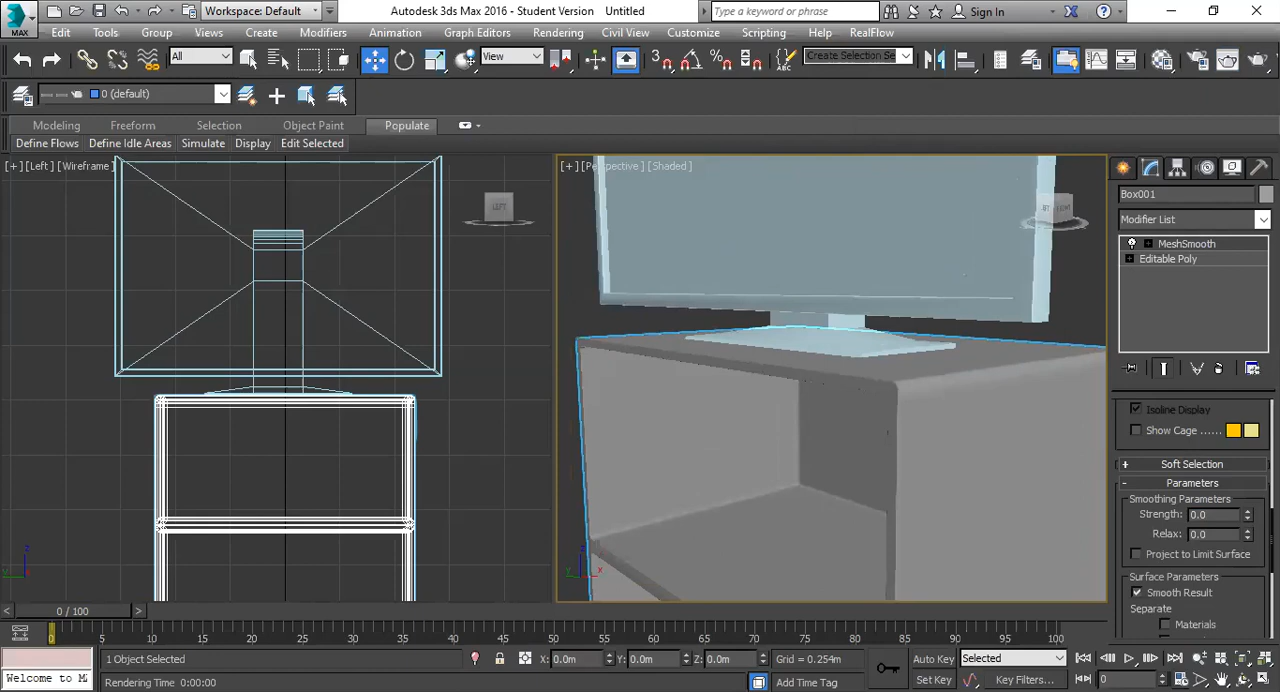 Workspace: Default
Autodesk 3ds Max 2016 - Student Version Untitled
Type a keyword or phrase
Sign In
MAX
Edit Tools Group Views Create Modifiers Animation Graph Editors Rendering Civil View Customize Scripting Help RealFlow
All
View
3
Create Selection Se
0 (default)
Modeling Freeform Selection Object Paint Populate
Define Flows Define Idle Areas Simulate Display Edit Selected
[+] [Left] [Wireframe]
[+] [Perspective] [Shaded]
LEFT
Box001
Modifier List
MeshSmooth
Editable Poly
Isoline Display
Show Cage ......
+ Soft Selection
- Parameters
Smoothing Parameters
Strength: 0.0
Relax: 0.0
Project to Limit Surface
Surface Parameters
Smooth Result
Separate
Materials
z
y
x
0 / 100
0 5 10 15 20 25 30 35 40 45 50 55 60 65 70 75 80 85 90 95 100
1 Object Selected
X: 0.0m Y: 0.0m Z: 0.0m
Grid = 0.254m
Auto Key
Selected
Welcome to M
Rendering Time 0:00:00
Add Time Tag
Set Key
Key Filters...
0